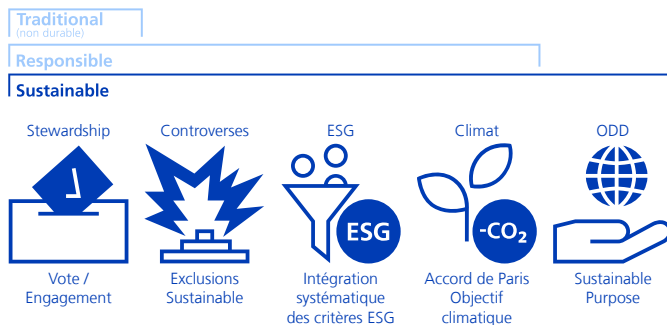 Traditional
(non durable)
Responsible
Sustainable
Stewardship
Controverses
ESG
Climat
ODD
ESG
-CO₂
Vote /
Engagement
Exclusions
Sustainable
Intégration
systématique
des critères ESG
Accord de Paris
Objectif
climatique
Sustainable
Purpose